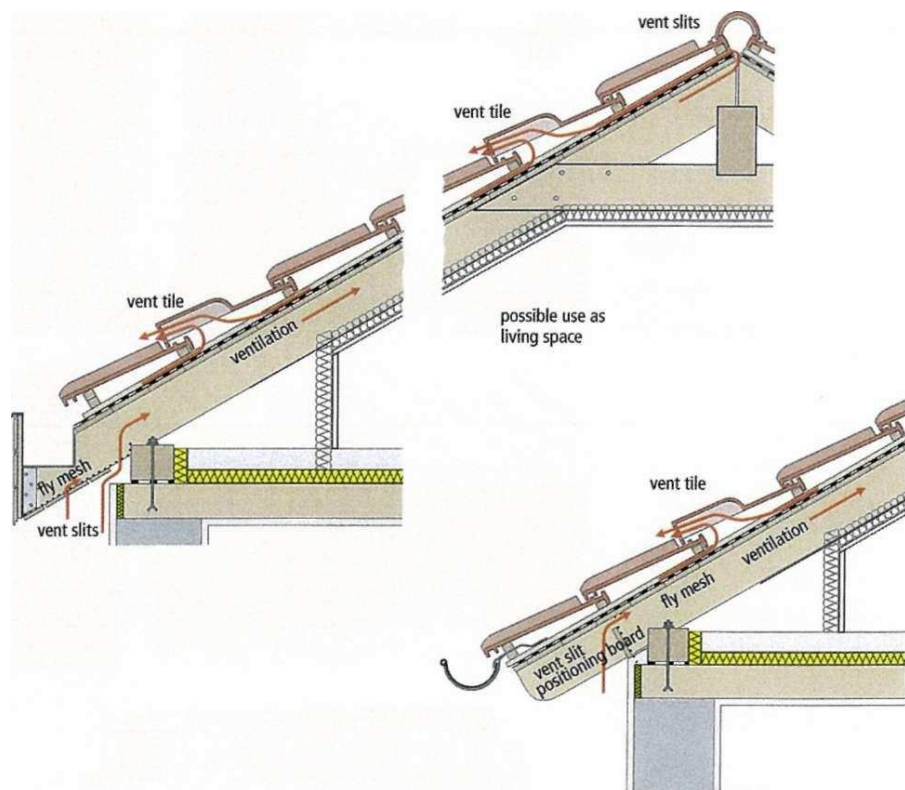 vent slits
vent tile
vent tile
ventilation
possible use as
living space
fly mesh
vent slits
vent tile
ventilation
fly mesh
vent slit
positioning board